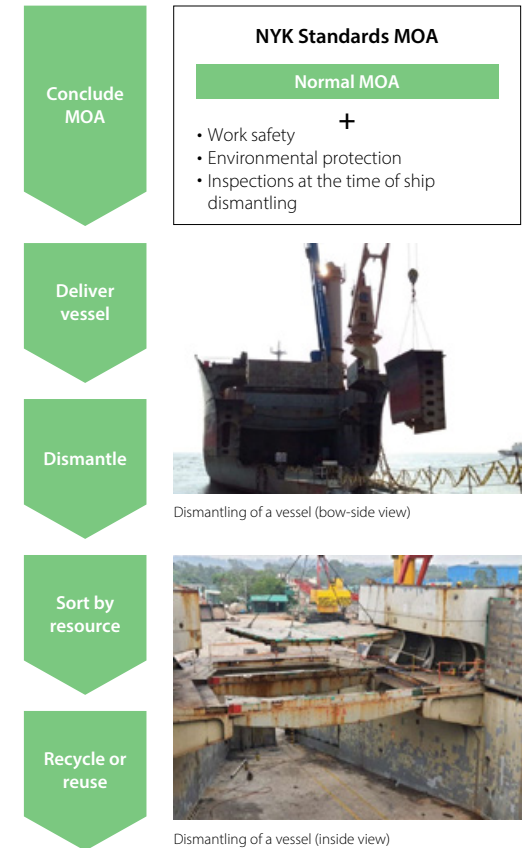 Conclude
MOA
NYK Standards MOA
Normal MOA
+
• Work safety
• Environmental protection
• Inspections at the time of ship
dismantling
Deliver
vessel
Dismantle
Dismantling of a vessel (bow-side view)
Sort by
resource
Recycle or
reuse
Dismantling of a vessel (inside view)